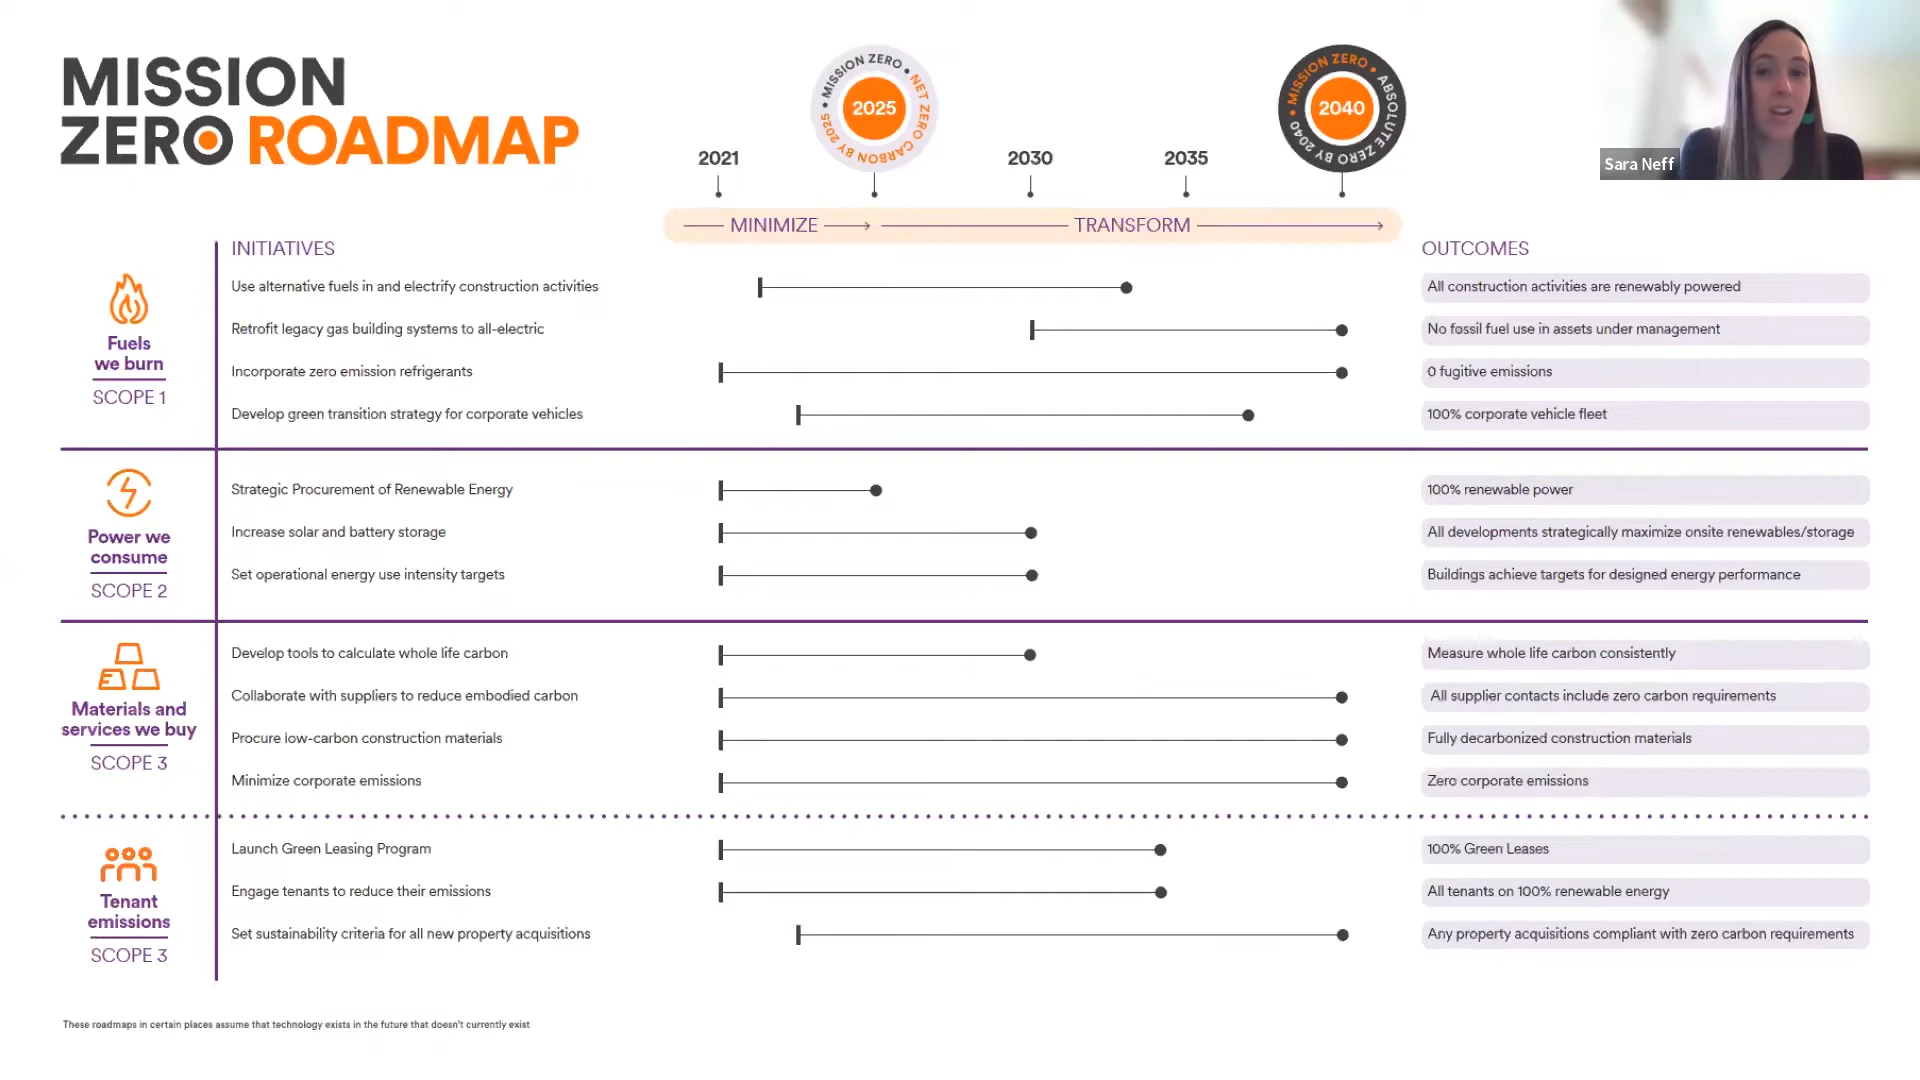 MISSION
ZERO ROADMAP
MISSION ZERO • NET ZERO CARBON BY 2025 •
2025
MISSION ZERO • ABSOLUTE ZERO BY 2040 •
2040
Sara Neff
2021
2030
2035
MINIMIZE
TRANSFORM
INITIATIVES
OUTCOMES
Fuels
we burn
SCOPE 1
Use alternative fuels in and electrify construction activities
All construction activities are renewably powered
Retrofit legacy gas building systems to all-electric
No fossil fuel use in assets under management
Incorporate zero emission refrigerants
0 fugitive emissions
Develop green transition strategy for corporate vehicles
100% corporate vehicle fleet
Power we
consume
SCOPE 2
Strategic Procurement of Renewable Energy
100% renewable power
Increase solar and battery storage
All developments strategically maximize onsite renewables/storage
Set operational energy use intensity targets
Buildings achieve targets for designed energy performance
Materials and
services we buy
SCOPE 3
Develop tools to calculate whole life carbon
Measure whole life carbon consistently
Collaborate with suppliers to reduce embodied carbon
All supplier contacts include zero carbon requirements
Procure low-carbon construction materials
Fully decarbonized construction materials
Minimize corporate emissions
Zero corporate emissions
Tenant
emissions
SCOPE 3
Launch Green Leasing Program
100% Green Leases
Engage tenants to reduce their emissions
All tenants on 100% renewable energy
Set sustainability criteria for all new property acquisitions
Any property acquisitions compliant with zero carbon requirements
These roadmaps in certain places assume that technology exists in the future that doesn't currently exist